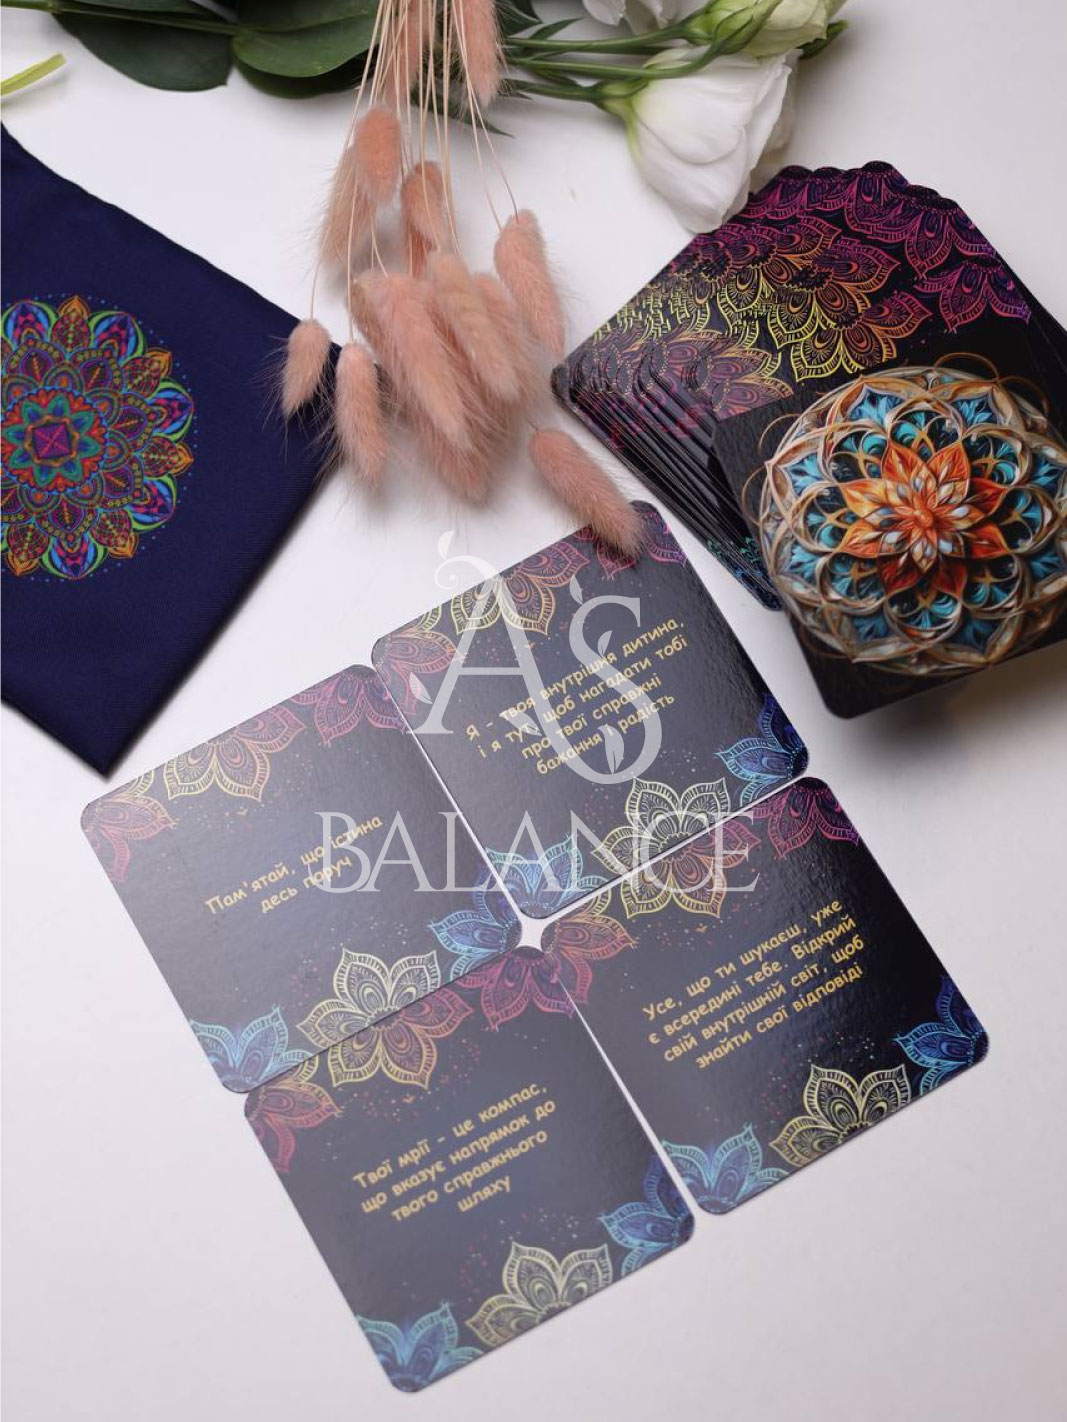 Я - твоя внутрішня дитина,
і я тут, щоб нагадати тобі
про твої справжні
бажання і радість
Пам'ятай, що істина
десь поруч
Усе, що ти шукаєш, уже
є всередині тебе. Відкрий
свій внутрішній світ, щоб
знайти свої відповіді
Твої мрії - це компас,
що вказує напрямок до
твого справжнього
шляху
AS
BALANCE